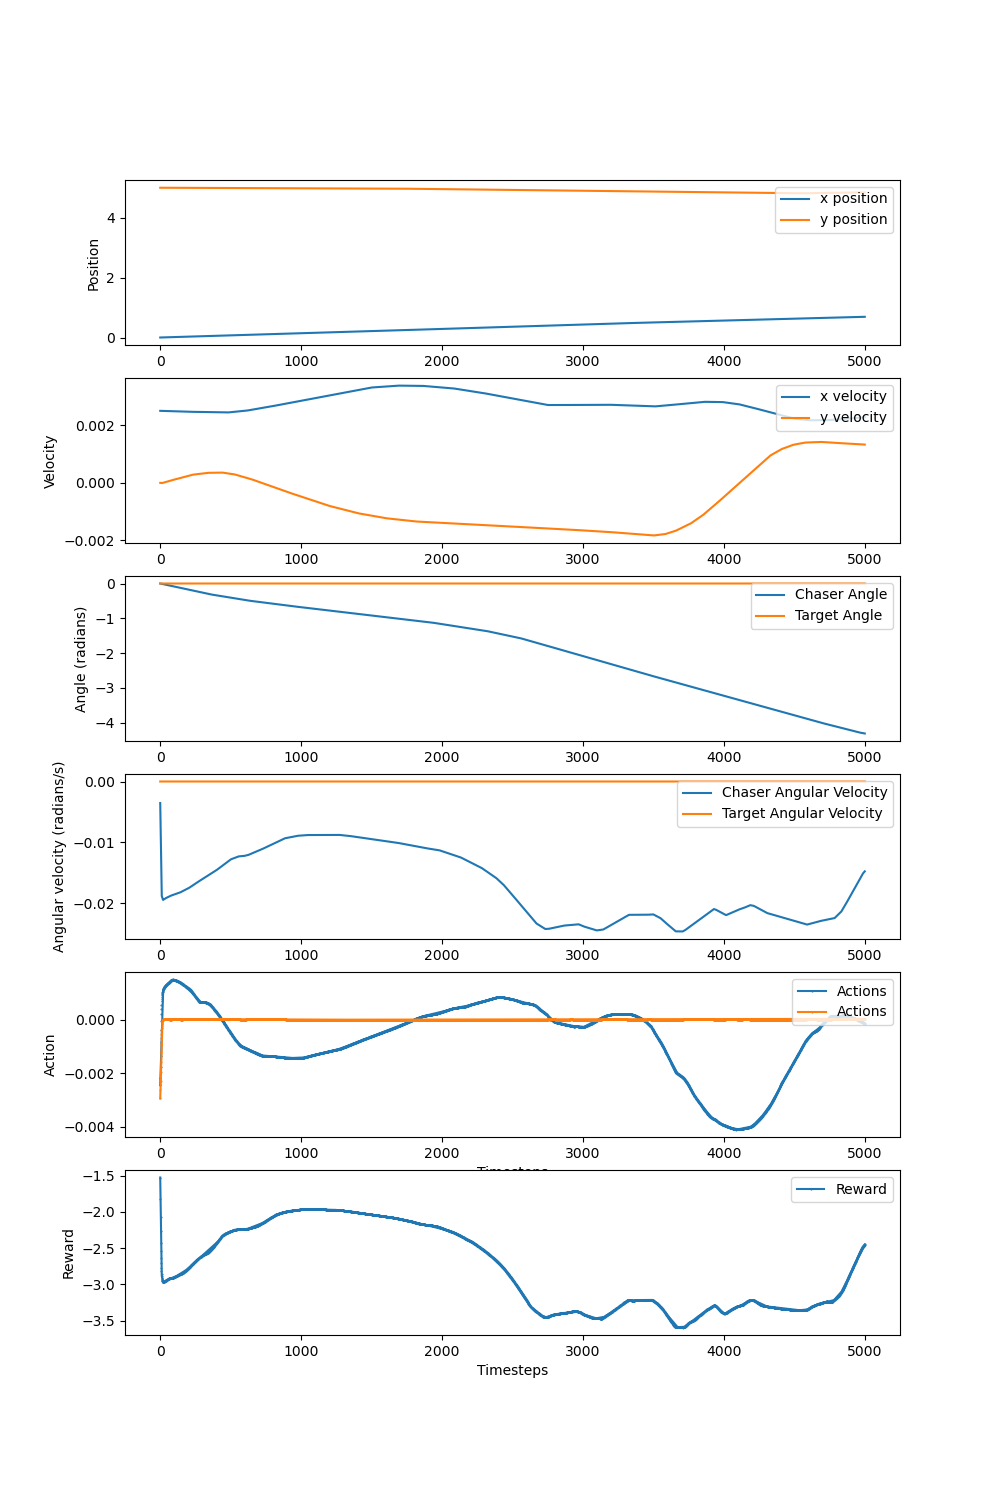 Position
4
2
0
x position
y position
0 1000 2000 3000 4000 5000
Velocity
0.002
0.000
−0.002
x velocity
y velocity
0 1000 2000 3000 4000 5000
Angle (radians)
0
−1
−2
−3
−4
Chaser Angle
Target Angle
0 1000 2000 3000 4000 5000
Angular velocity (radians/s)
0.00
−0.01
−0.02
Chaser Angular Velocity
Target Angular Velocity
0 1000 2000 3000 4000 5000
Action
0.000
−0.002
−0.004
Actions
Actions
0 1000 2000 3000 4000 5000
Timesteps
Reward
−1.5
−2.0
−2.5
−3.0
−3.5
Reward
0 1000 2000 3000 4000 5000
Timesteps